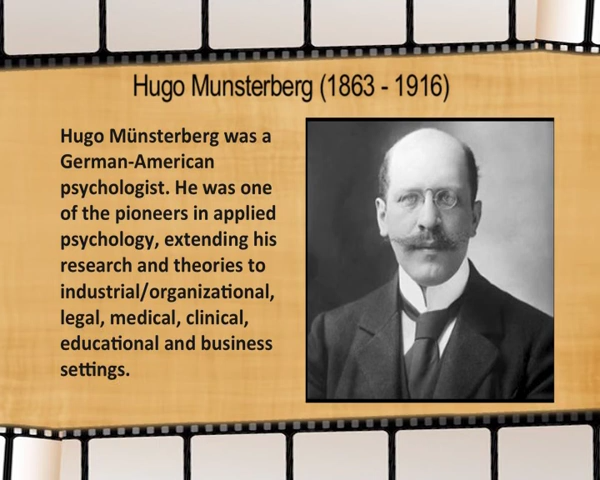 Hugo Munsterberg (1863 - 1916)
Hugo Münsterberg was a
German-American
psychologist. He was one
of the pioneers in applied
psychology, extending his
research and theories to
industrial/organizational,
legal, medical, clinical,
educational and business
settings.